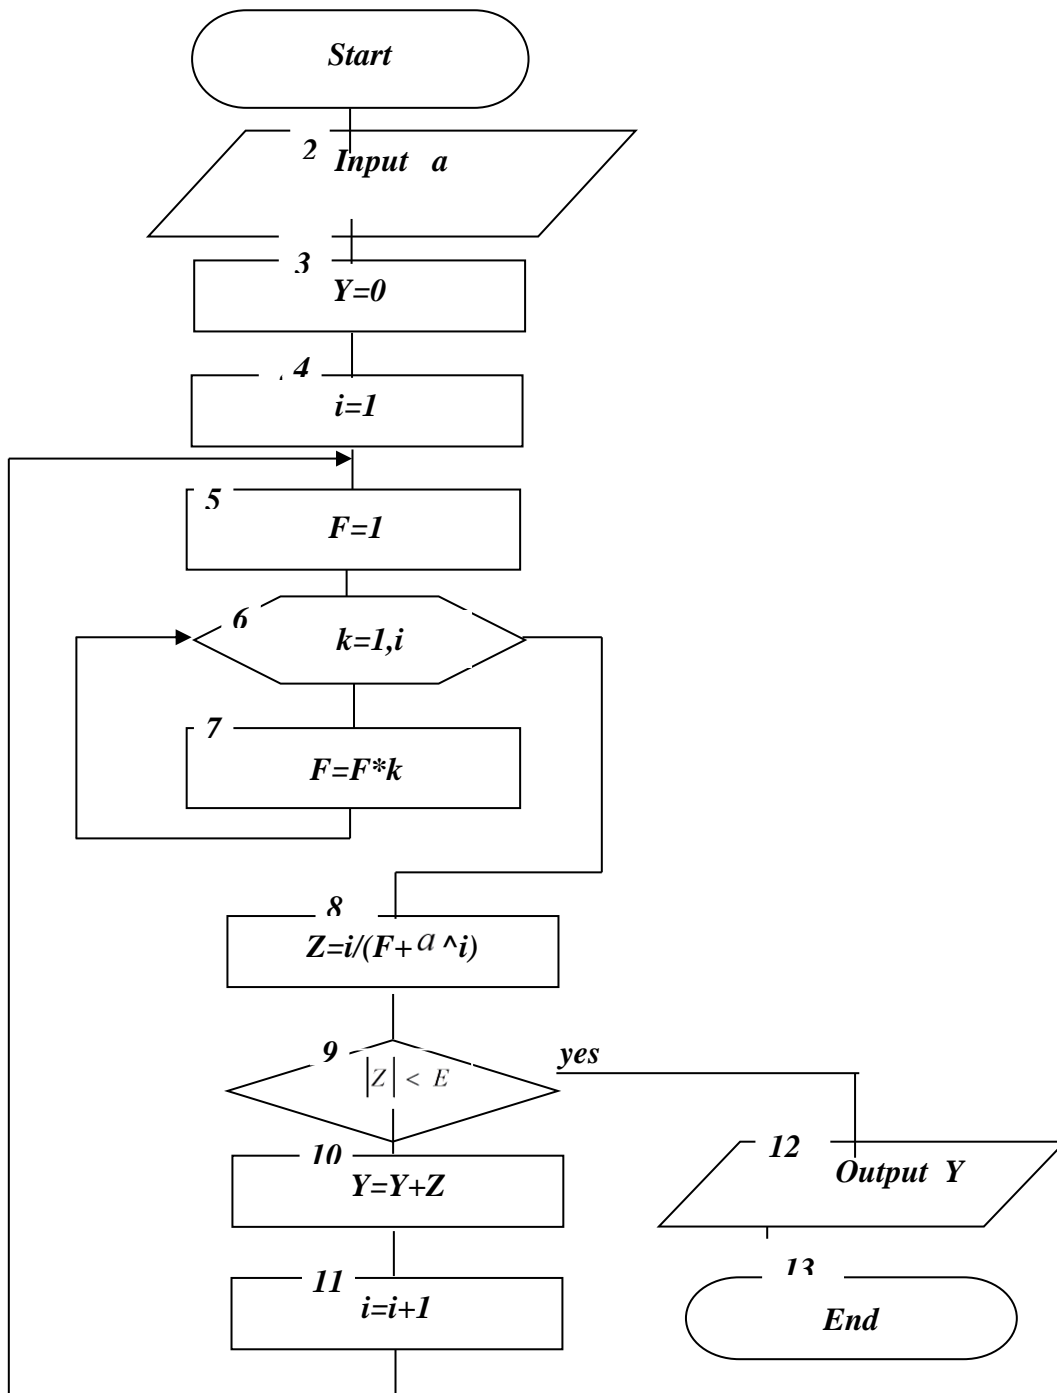 Start
2 Input a
3
Y=0
4
i=1
5
F=1
6
k=1,i
7
F=F*k
8
Z=i/(F+a^i)
9
|Z| < E
yes
10
Y=Y+Z
12
Output Y
11
i=i+1
13
End